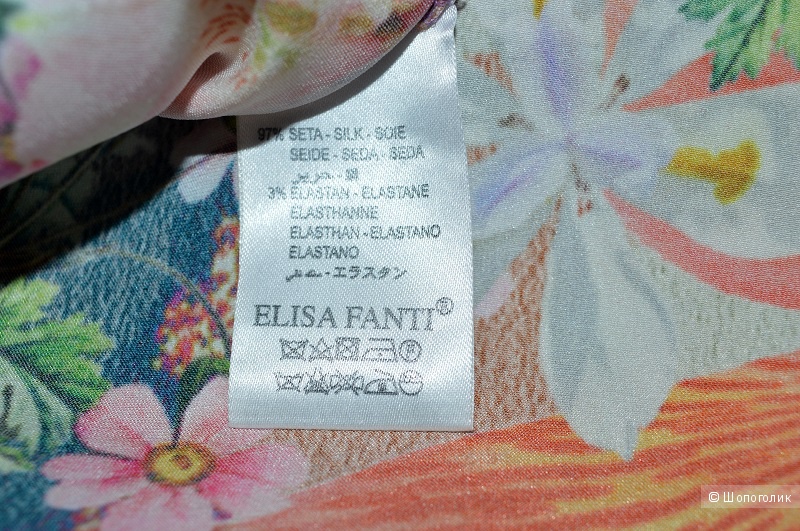 97% SETA - SILK - SOIE
SEIDE - SEDA - SEDA
حرير - 絹
3% ELASTAN - ELASTANE
ELASTHANNE
ELASTHAN - ELASTANO
ELASTANO
エラスタン
ELISA FANTI®
© Шопоголик